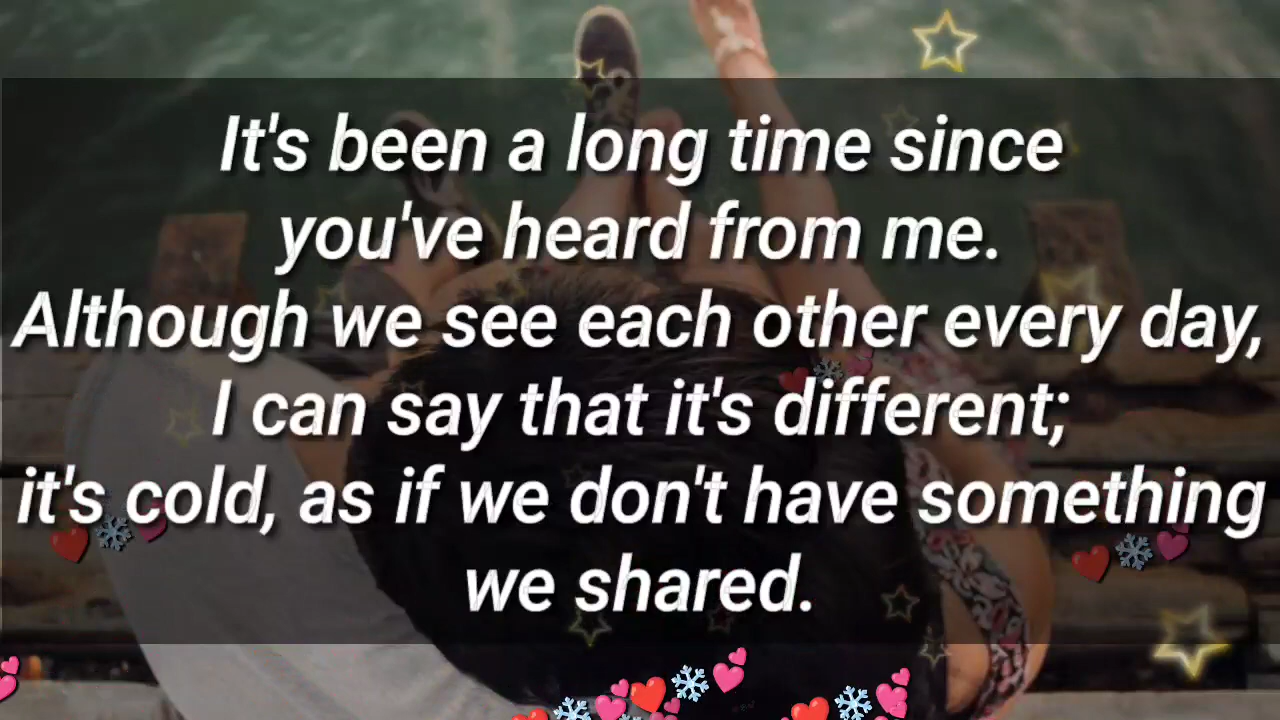 It's been a long time since
you've heard from me.
Although we see each other every day,
I can say that it's different;
it's cold, as if we don't have something
we shared.